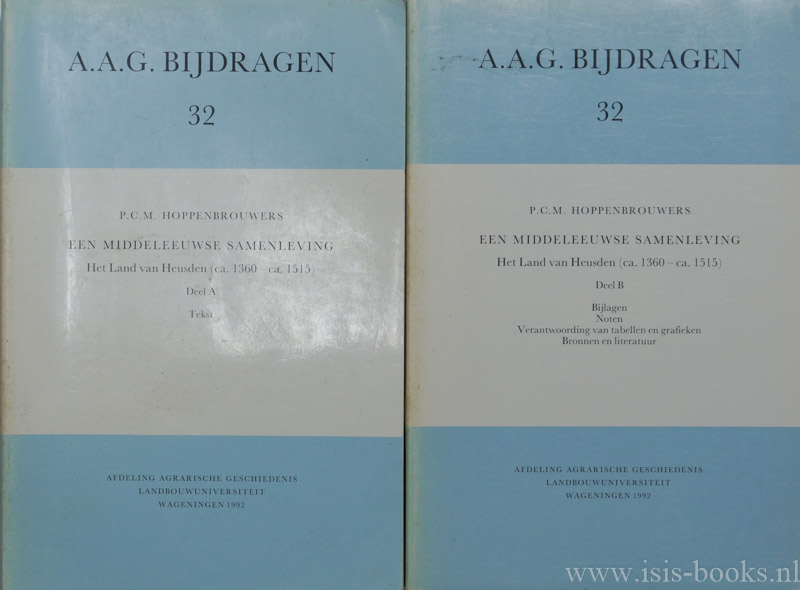 A.A.G. BIJDRAGEN
32
P.C.M. HOPPENBROUWERS
EEN MIDDELEEUWSE SAMENLEVING
Het Land van Heusden (ca. 1360 – ca. 1515)
Deel A
Tekst
AFDELING AGRARISCHE GESCHIEDENIS
LANDBOUWUNIVERSITEIT
WAGENINGEN 1992
A.A.G. BIJDRAGEN
32
P.C.M. HOPPENBROUWERS
EEN MIDDELEEUWSE SAMENLEVING
Het Land van Heusden (ca. 1360 – ca. 1515)
Deel B
Bijlagen
Noten
Verantwoording van tabellen en grafieken
Bronnen en literatuur
AFDELING AGRARISCHE GESCHIEDENIS
LANDBOUWUNIVERSITEIT
WAGENINGEN 1992
www.isis-books.nl